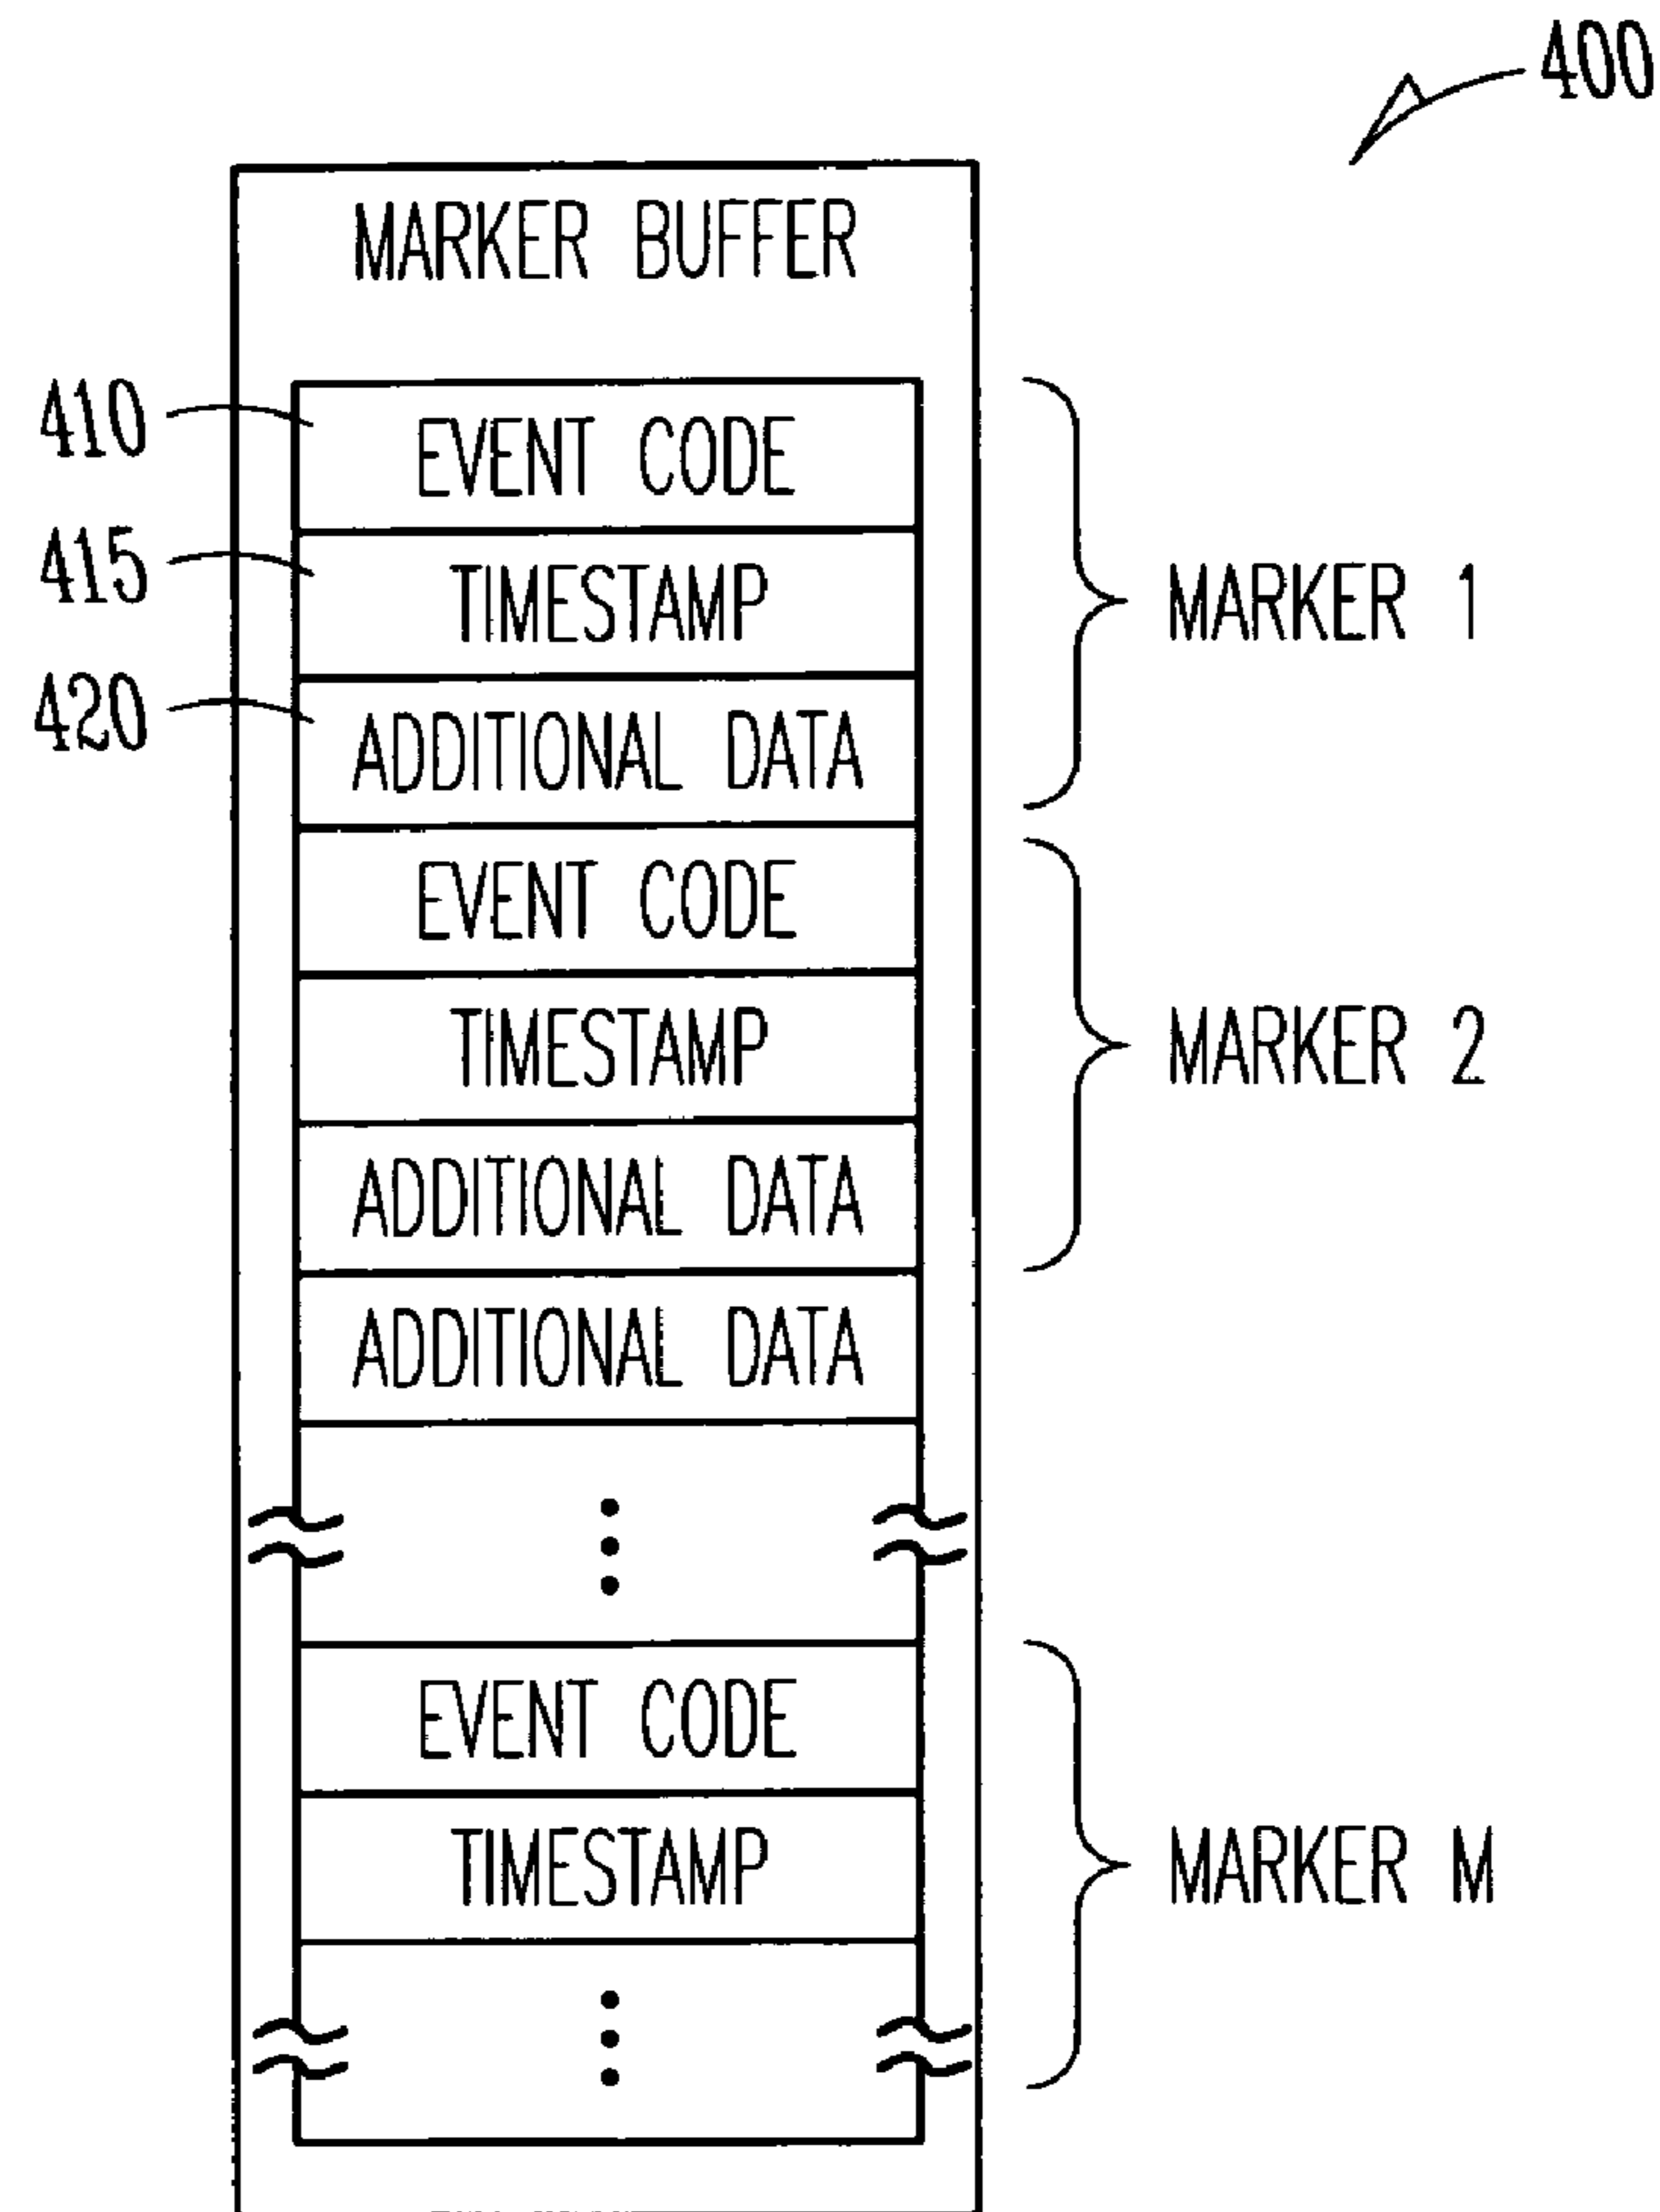 400
MARKER BUFFER
410
EVENT CODE
415
TIMESTAMP
MARKER 1
420
ADDITIONAL DATA
EVENT CODE
TIMESTAMP
MARKER 2
ADDITIONAL DATA
ADDITIONAL DATA
EVENT CODE
TIMESTAMP
MARKER M